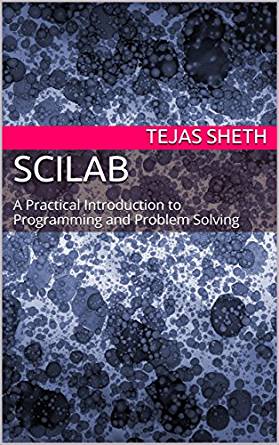 TEJAS SHETH
SCILAB
A Practical Introduction to
Programming and Problem Solving